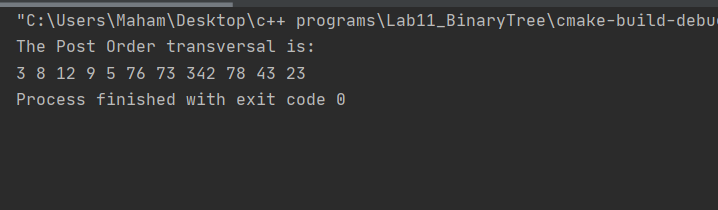 "C:\Users\Maham\Desktop\c++ programs\Lab11_BinaryTree\cmake-build-debu
The Post Order transversal is:
3 8 12 9 5 76 73 342 78 43 23
Process finished with exit code 0